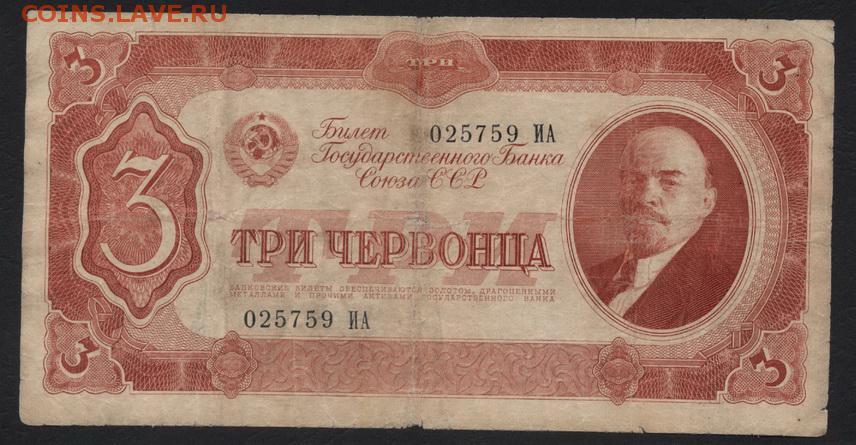 COINS.LAVE.RU
3 ТРИ 3
Билет 025759 ИА
Государственного Банка
Союза ССР
3
ТРИ
ТРИ ЧЕРВОНЦА
БАНКОВСКИЕ БИЛЕТЫ ОБЕСПЕЧИВАЮТСЯ ЗОЛОТОМ, ДРАГОЦЕННЫМИ
МЕТАЛЛАМИ И ПРОЧИМИ АКТИВАМИ ГОСУДАРСТВЕННОГО БАНКА
025759 ИА
3 3